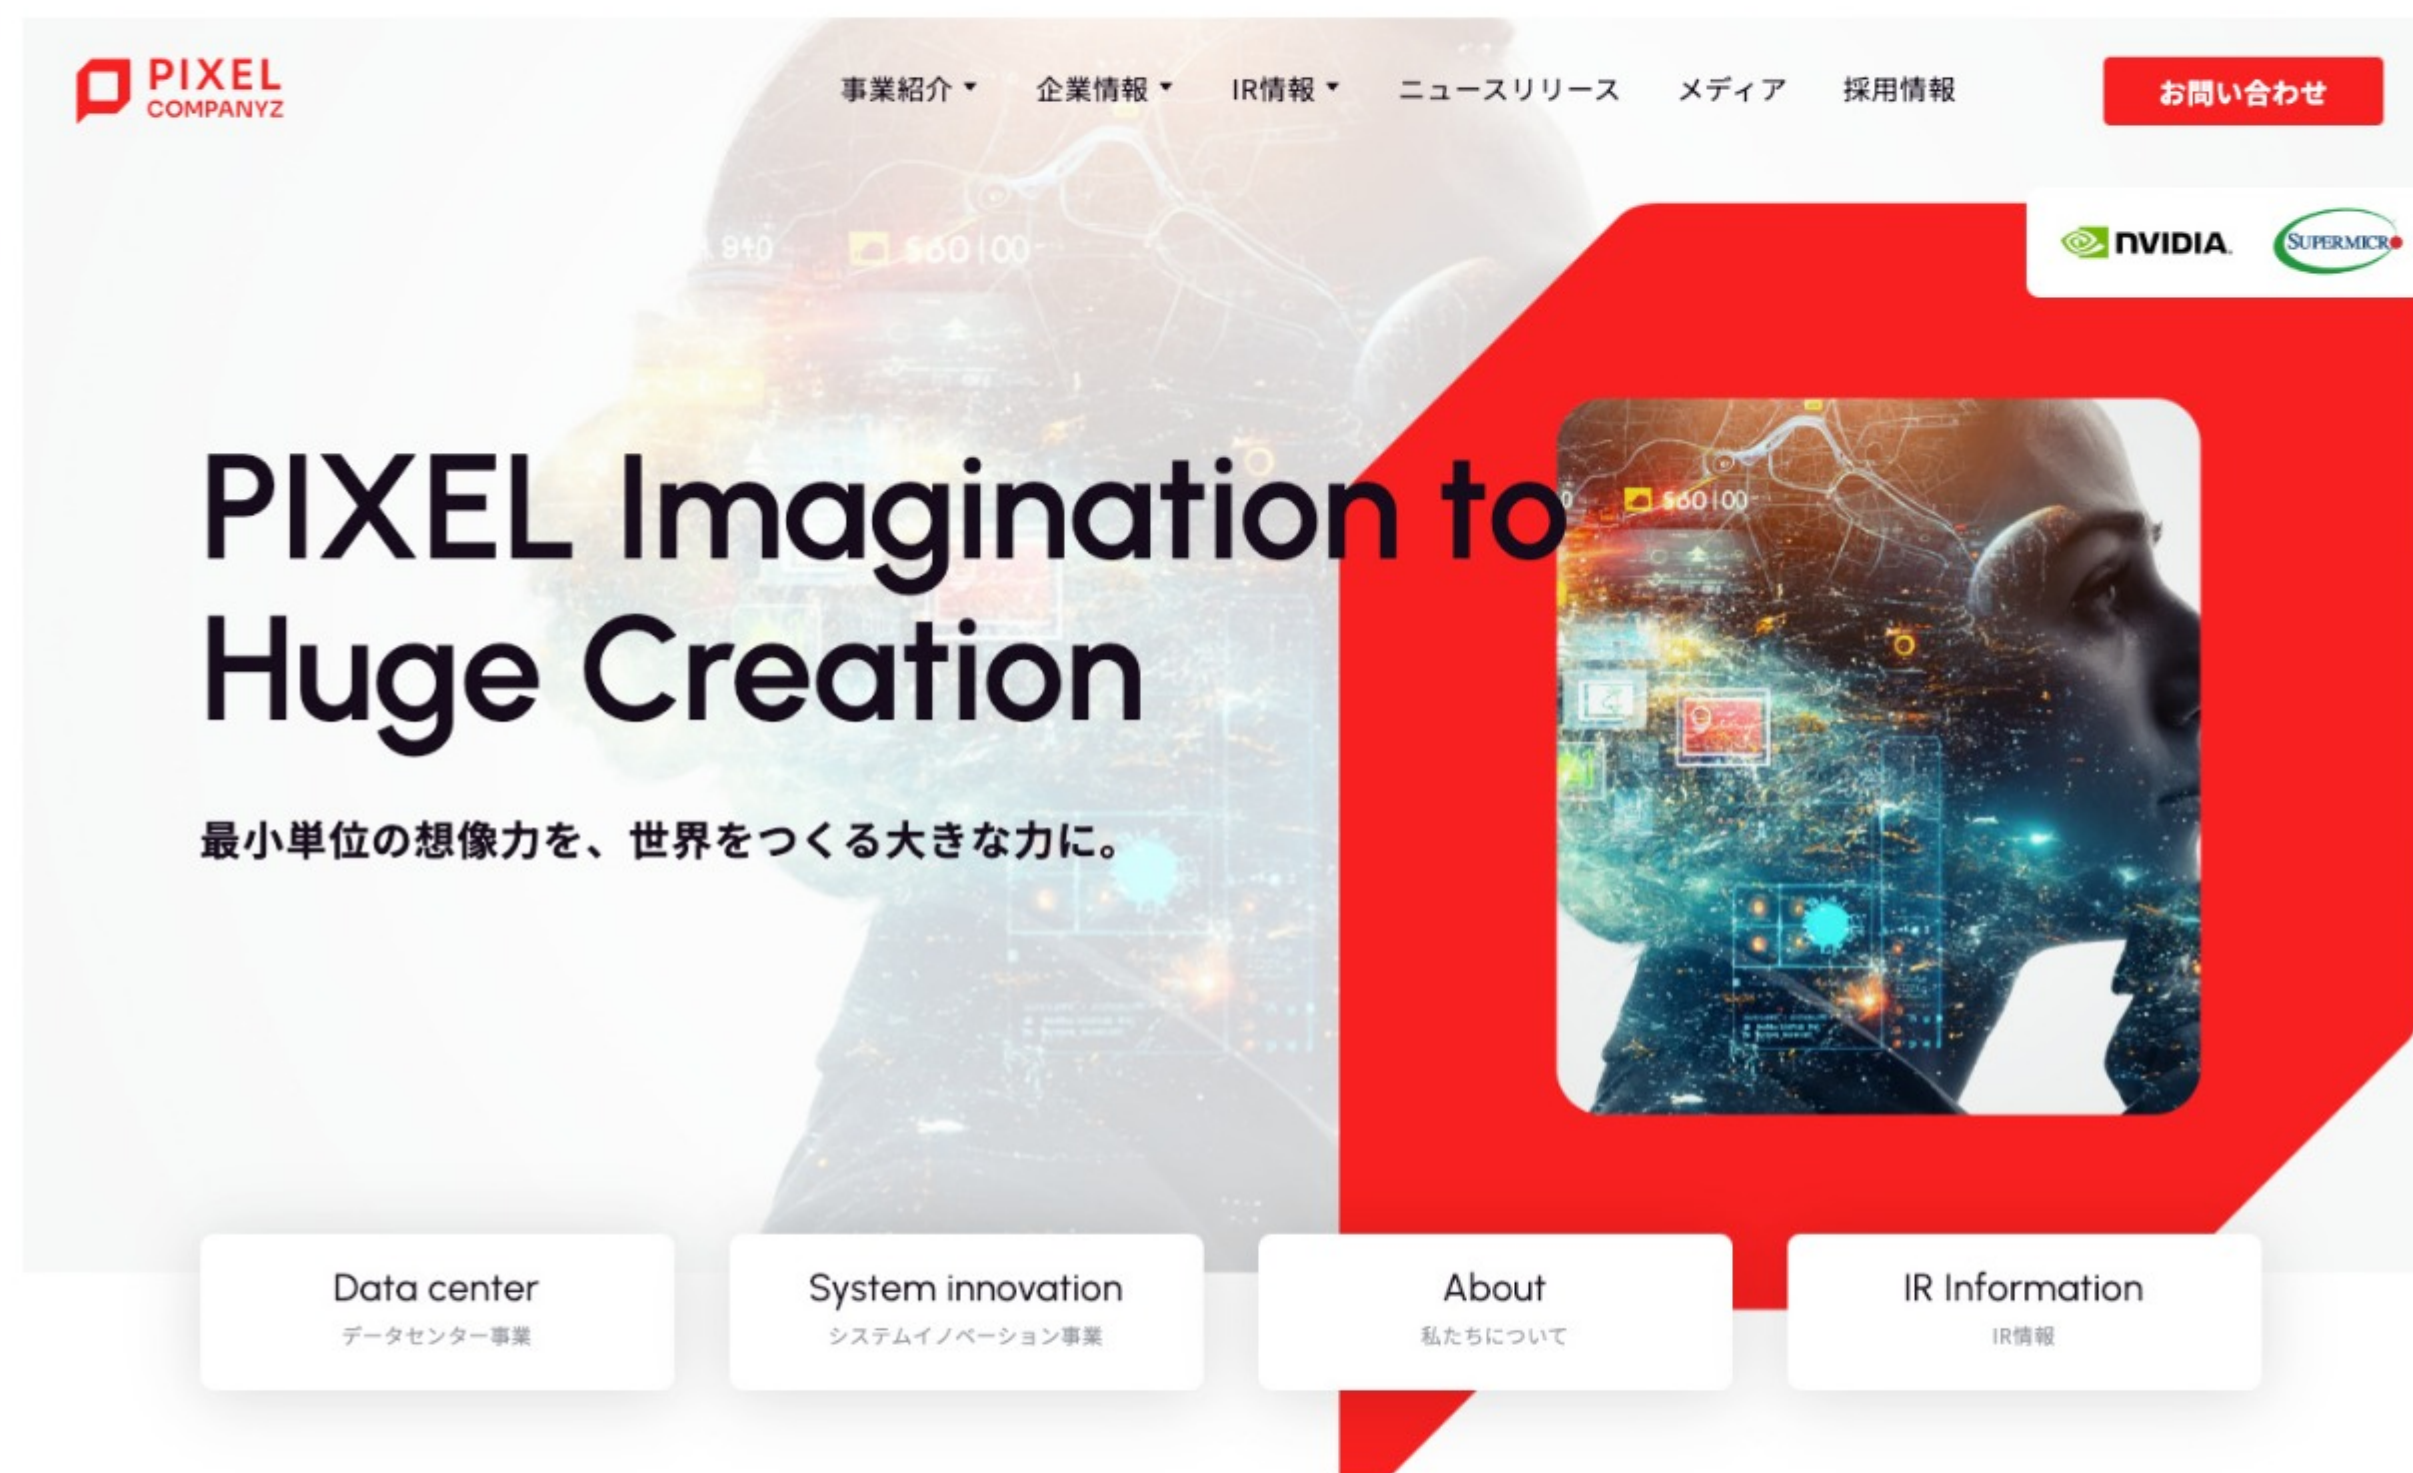 PIXEL
COMPANYZ
事業紹介 企業情報 IR情報 ニュースリリース メディア 採用情報 お問い合わせ
NVIDIA. SUPERMICRO
940 S60100
PIXEL Imagination to
S60100
Huge Creation
最小単位の想像力を、世界をつくる大きな力に。
Data center System innovation About IR Information
データセンター事業 システムイノベーション事業 私たちについて IR情報